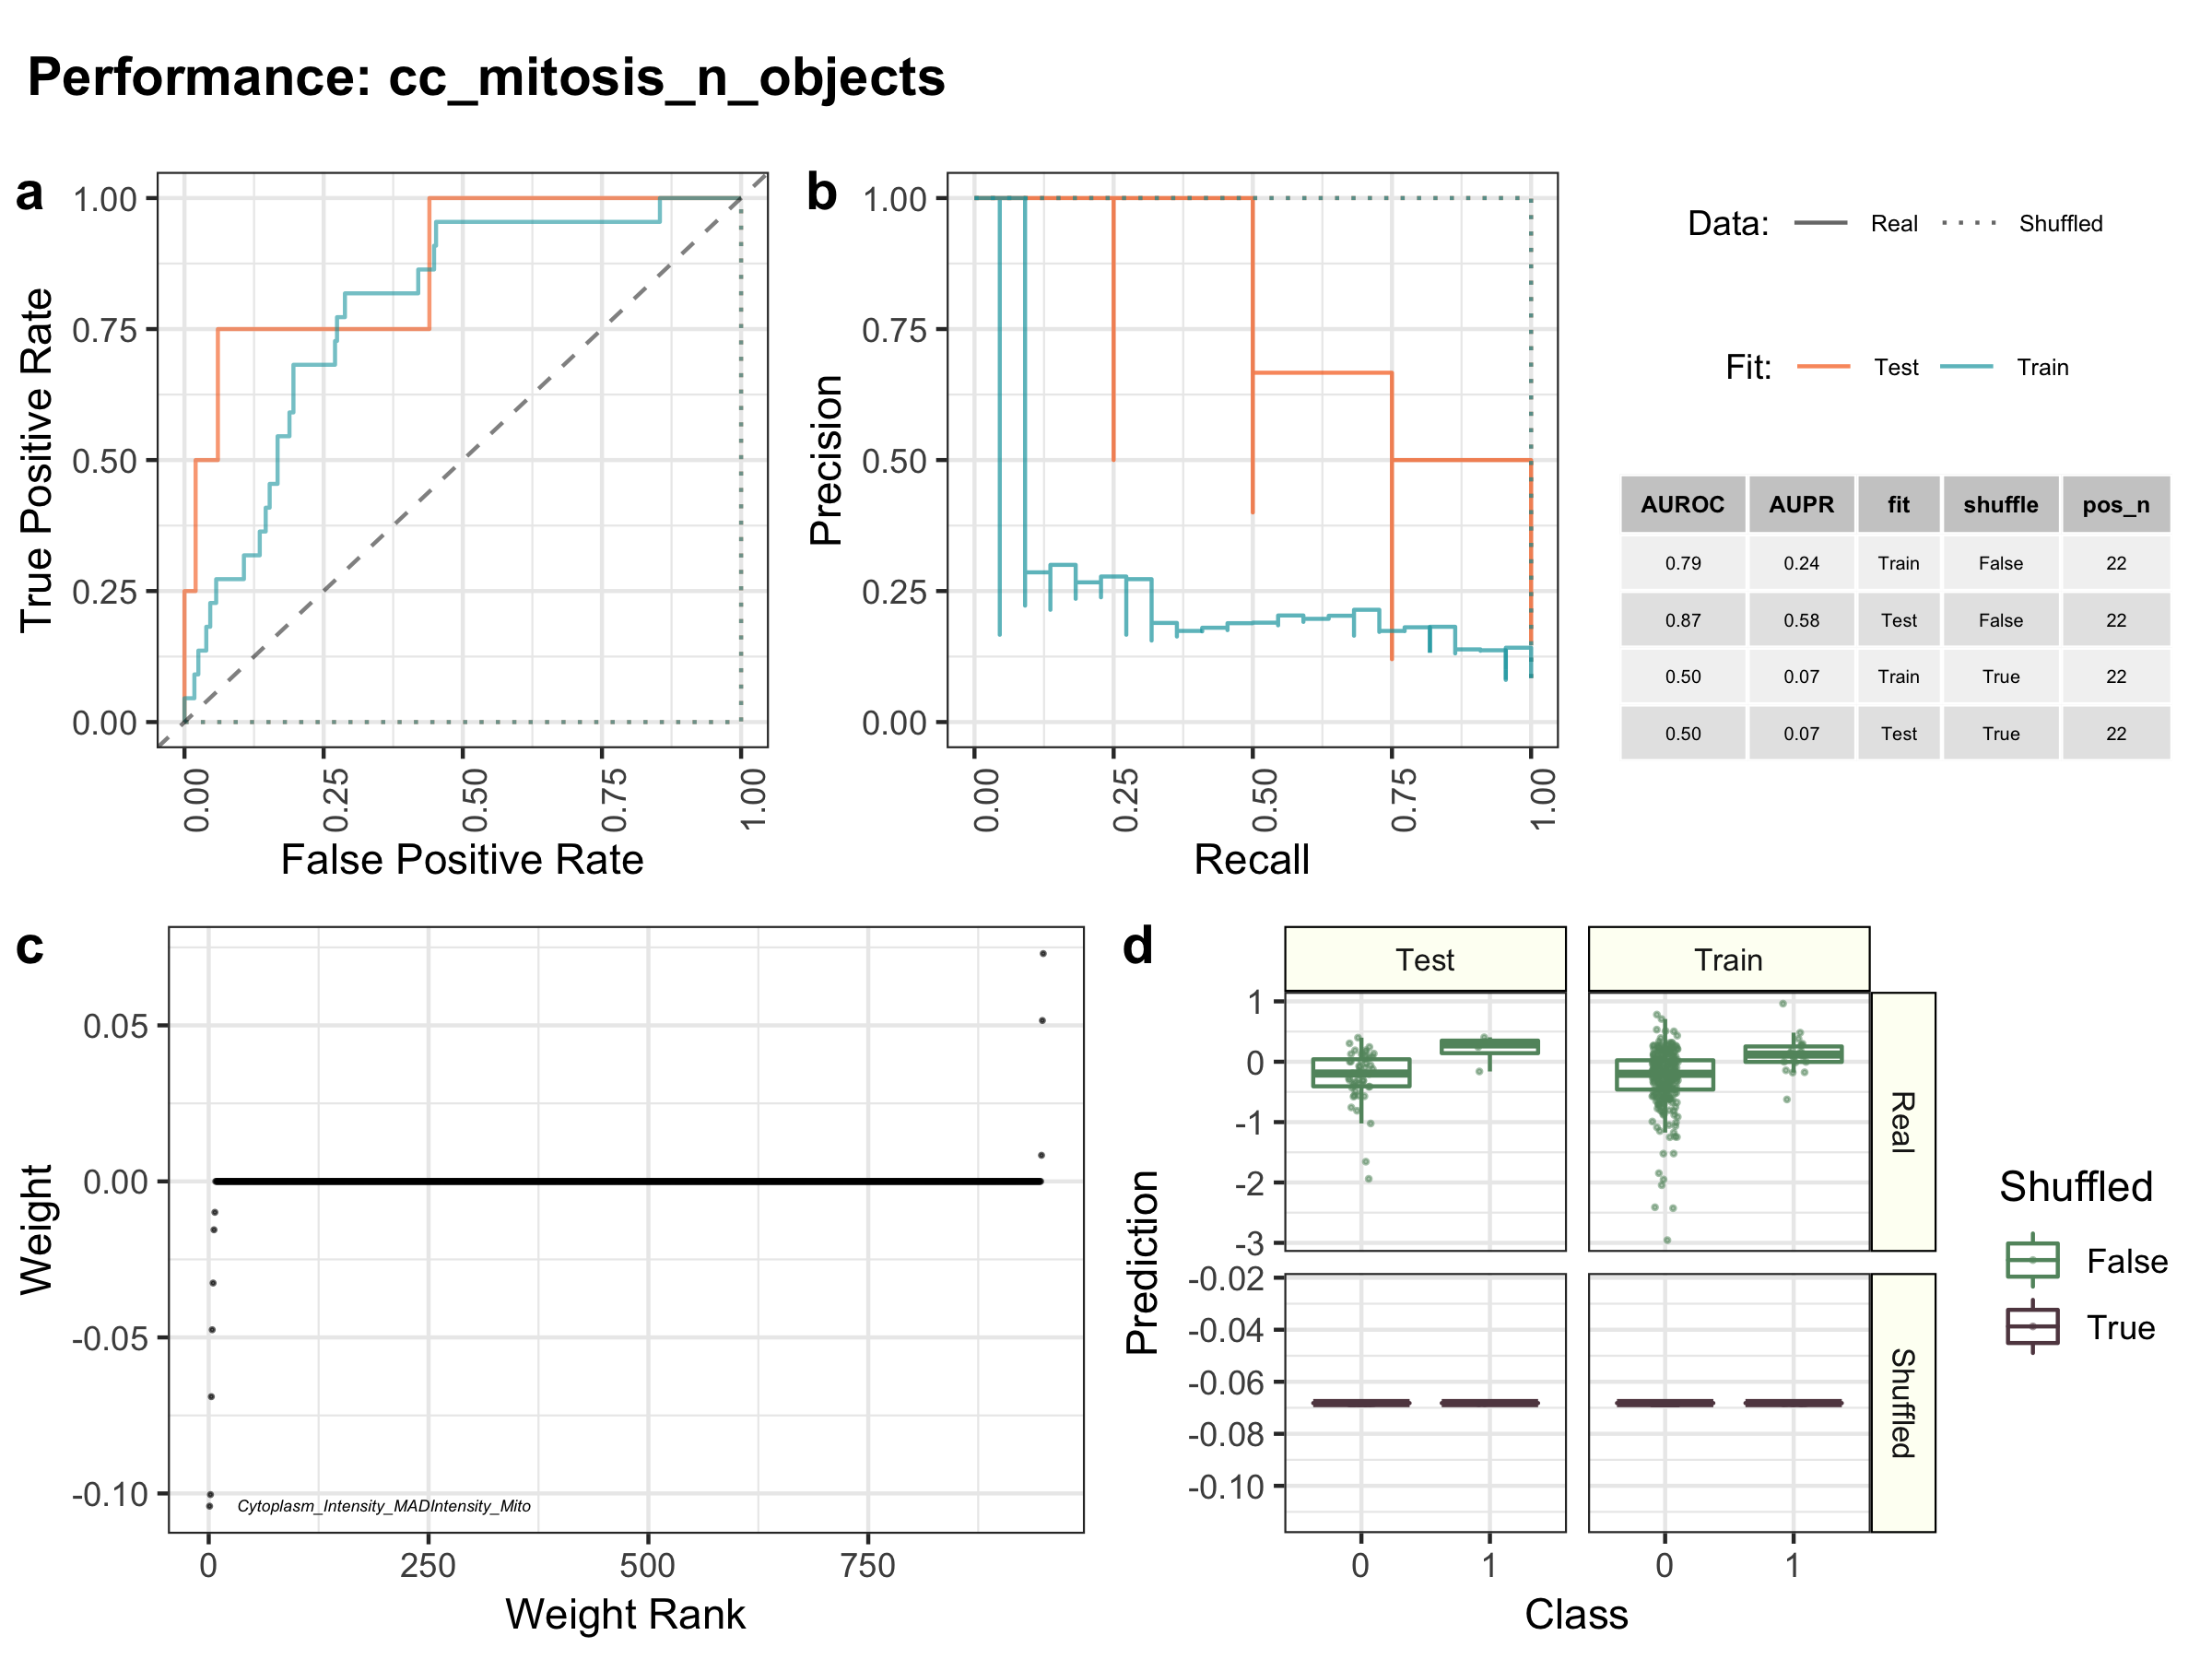 Performance: cc_mitosis_n_objects
a
True Positive Rate
1.00
0.75
0.50
0.25
0.00
0.00 0.25 0.50 0.75 1.00
False Positive Rate
b
Precision
1.00
0.75
0.50
0.25
0.00
0.00 0.25 0.50 0.75 1.00
Recall
Data: Real Shuffled
Fit: Test Train
AUROC AUPR fit shuffle pos_n
0.79 0.24 Train False 22
0.87 0.58 Test False 22
0.50 0.07 Train True 22
0.50 0.07 Test True 22
c
Weight
0.05
0.00
-0.05
-0.10
Cytoplasm_Intensity_MADIntensity_Mito
0 250 500 750
Weight Rank
d
Test Train
Prediction
1
0
-1
-2
-3
Real
-0.02
-0.04
-0.06
-0.08
-0.10
Shuffled
0 1 0 1
Class
Shuffled
False
True